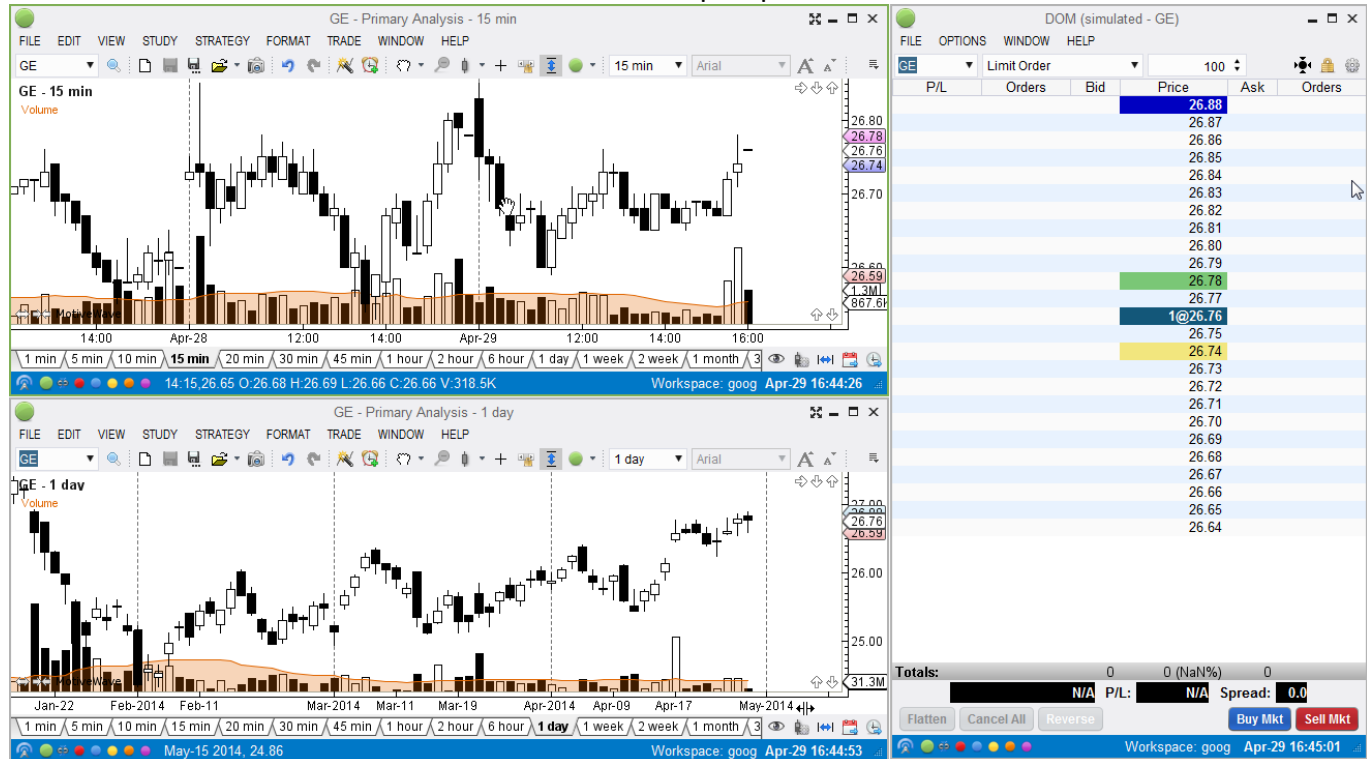 GE - Primary Analysis - 15 min
FILE EDIT VIEW STUDY STRATEGY FORMAT TRADE WINDOW HELP
GE 15 min Arial
GE - 15 min
Volume
26.80
26.78
26.76
26.74
26.70
26.60
26.59
1.3M
867.6
MotiveWave
14:00 Apr-28 12:00 14:00 Apr-29 12:00 14:00 16:00
1 min 5 min 10 min 15 min 20 min 30 min 45 min 1 hour 2 hour 6 hour 1 day 1 week 2 week 1 month 3
14:15,26.65 O:26.68 H:26.69 L:26.66 C:26.66 V:318.5K Workspace: goog Apr-29 16:44:26
GE - Primary Analysis - 1 day
FILE EDIT VIEW STUDY STRATEGY FORMAT TRADE WINDOW HELP
GE 1 day Arial
GE - 1 day
Volume
27.00
26.76
26.59
26.00
25.00
31.3M
MotiveWave
Jan-22 Feb-2014 Feb-11 Mar-2014 Mar-11 Mar-19 Apr-2014 Apr-09 Apr-17 May-2014
1 min 5 min 10 min 15 min 20 min 30 min 45 min 1 hour 2 hour 6 hour 1 day 1 week 2 week 1 month 3
May-15 2014, 24.86 Workspace: goog Apr-29 16:44:53
DOM (simulated - GE)
FILE OPTIONS WINDOW HELP
GE Limit Order 100
P/L Orders Bid Price Ask Orders
26.88
26.87
26.86
26.85
26.84
26.83
26.82
26.81
26.80
26.79
26.78
26.77
1@26.76
26.75
26.74
26.73
26.72
26.71
26.70
26.69
26.68
26.67
26.66
26.65
26.64
Totals: 0 0 (NaN%) 0
N/A P/L: N/A Spread: 0.0
Flatten Cancel All Reverse Buy Mkt Sell Mkt
Workspace: goog Apr-29 16:45:01